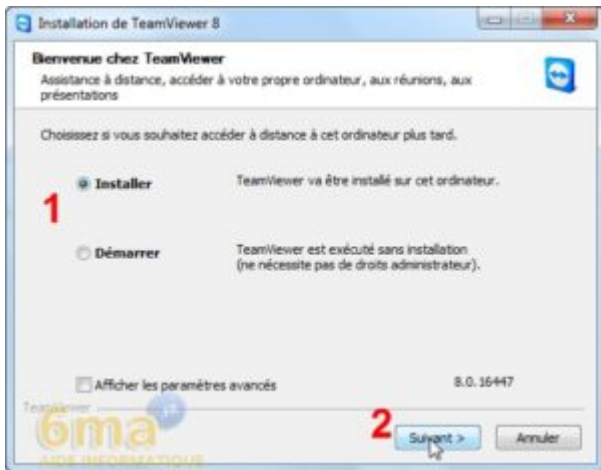 Installation de TeamViewer 8
Bienvenue chez TeamViewer
Assistance à distance, accéder à votre propre ordinateur, aux réunions, aux
présentations
Choisissez si vous souhaitez accéder à distance à cet ordinateur plus tard.
1
Installer
TeamViewer va être installé sur cet ordinateur.
Démarrer
TeamViewer est exécuté sans installation
(ne nécessite pas de droits administrateur).
Afficher les paramètres avancés
8.0.16447
TeamViewer
6ma
AIDE INFORMATIQUE
2
Suivant >
Annuler